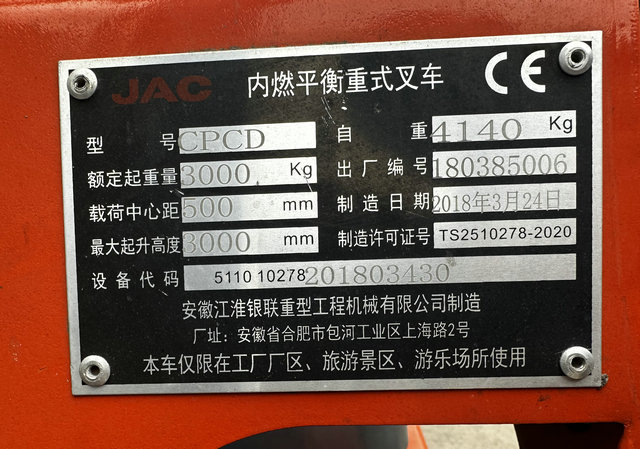 JAC 内燃平衡重式叉车 CE
型号 CPCD 自重 4140 Kg
额定起重量 3000 Kg 出厂编号 180385006
载荷中心距 500 mm 制造日期 2018年3月24日
最大起升高度 3000 mm 制造许可证号 TS2510278-2020
设备代码 5110 10278 201803430
安徽江淮银联重型工程机械有限公司制造
厂址：安徽省合肥市包河工业区上海路2号
本车仅限在工厂厂区、旅游景区、游乐场所使用